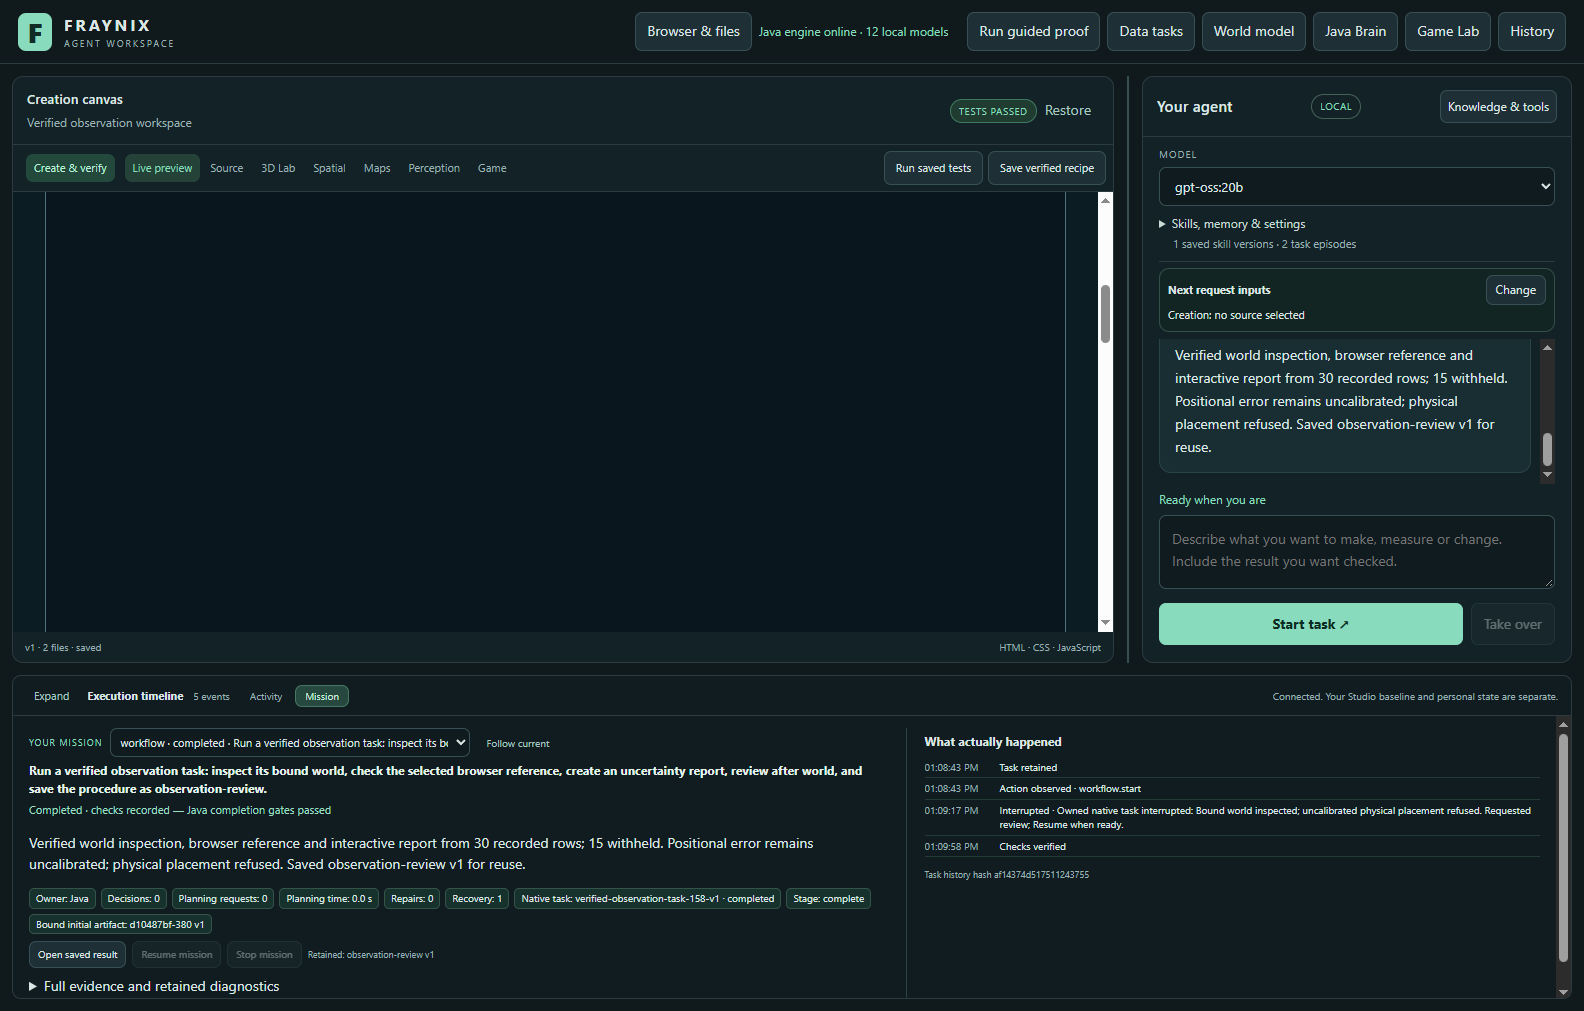 F
FRAYNIX
AGENT WORKSPACE
Browser & files
Java engine online · 12 local models
Run guided proof
Data tasks
World model
Java Brain
Game Lab
History
Creation canvas
Verified observation workspace
TESTS PASSED
Restore
Create & verify
Live preview
Source
3D Lab
Spatial
Maps
Perception
Game
Run saved tests
Save verified recipe
v1 · 2 files · saved
HTML · CSS · JavaScript
Your agent
LOCAL
Knowledge & tools
MODEL
gpt-oss:20b
▶ Skills, memory & settings
1 saved skill versions · 2 task episodes
Next request inputs
Change
Creation: no source selected
Verified world inspection, browser reference and
interactive report from 30 recorded rows; 15 withheld.
Positional error remains uncalibrated; physical
placement refused. Saved observation-review v1 for
reuse.
Ready when you are
Describe what you want to make, measure or change.
Include the result you want checked.
Start task ↗
Take over
Expand
Execution timeline
5 events
Activity
Mission
Connected. Your Studio baseline and personal state are separate.
YOUR MISSION
workflow · completed · Run a verified observation task: inspect its b
Follow current
Run a verified observation task: inspect its bound world, check the selected browser reference, create an uncertainty report, review after world, and
save the procedure as observation-review.
Completed · checks recorded — Java completion gates passed
Verified world inspection, browser reference and interactive report from 30 recorded rows; 15 withheld. Positional error remains
uncalibrated; physical placement refused. Saved observation-review v1 for reuse.
Owner: Java
Decisions: 0
Planning requests: 0
Planning time: 0.0 s
Repairs: 0
Recovery: 1
Native task: verified-observation-task-158-v1 · completed
Stage: complete
Bound initial artifact: d10487bf-380 v1
Open saved result
Resume mission
Stop mission
Retained: observation-review v1
▶ Full evidence and retained diagnostics
What actually happened
01:08:43 PM Task retained
01:08:43 PM Action observed · workflow.start
01:09:17 PM Interrupted · Owned native task interrupted: Bound world inspected; uncalibrated physical placement refused. Requested
review; Resume when ready.
01:09:58 PM Checks verified
Task history hash af14374d517511243755